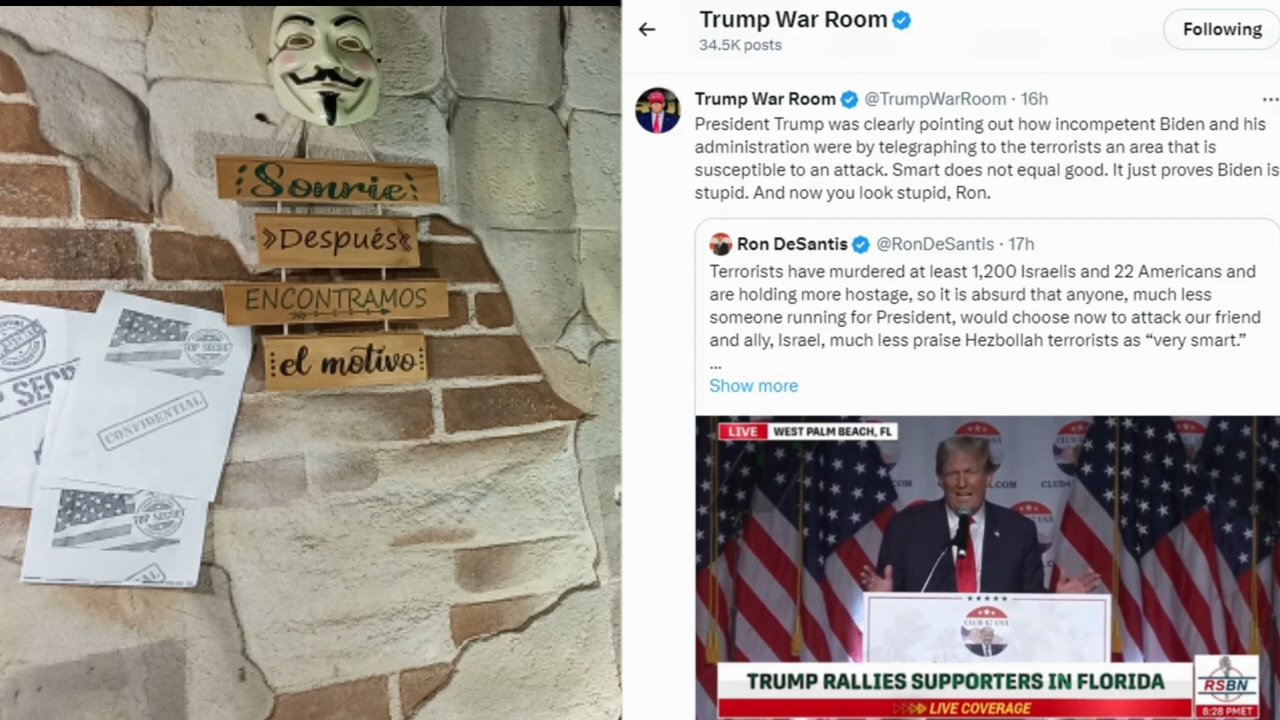 Sonrie
»Después«
ENCONTRAMOS
el motivo
TOP SECRET
CONFIDENTIAL
TOP SECRET
Trump War Room
34.5K posts
Following
Trump War Room @TrumpWarRoom · 16h
President Trump was clearly pointing out how incompetent Biden and his
administration were by telegraphing to the terrorists an area that is
susceptible to an attack. Smart does not equal good. It just proves Biden is
stupid. And now you look stupid, Ron.
Ron DeSantis @RonDeSantis · 17h
Terrorists have murdered at least 1,200 Israelis and 22 Americans and
are holding more hostage, so it is absurd that anyone, much less
someone running for President, would choose now to attack our friend
and ally, Israel, much less praise Hezbollah terrorists as “very smart.”
...
Show more
LIVE WEST PALM BEACH, FL
CLUB 47 USA
TRUMP RALLIES SUPPORTERS IN FLORIDA
LIVE COVERAGE
RSBN
8:28 PM ET